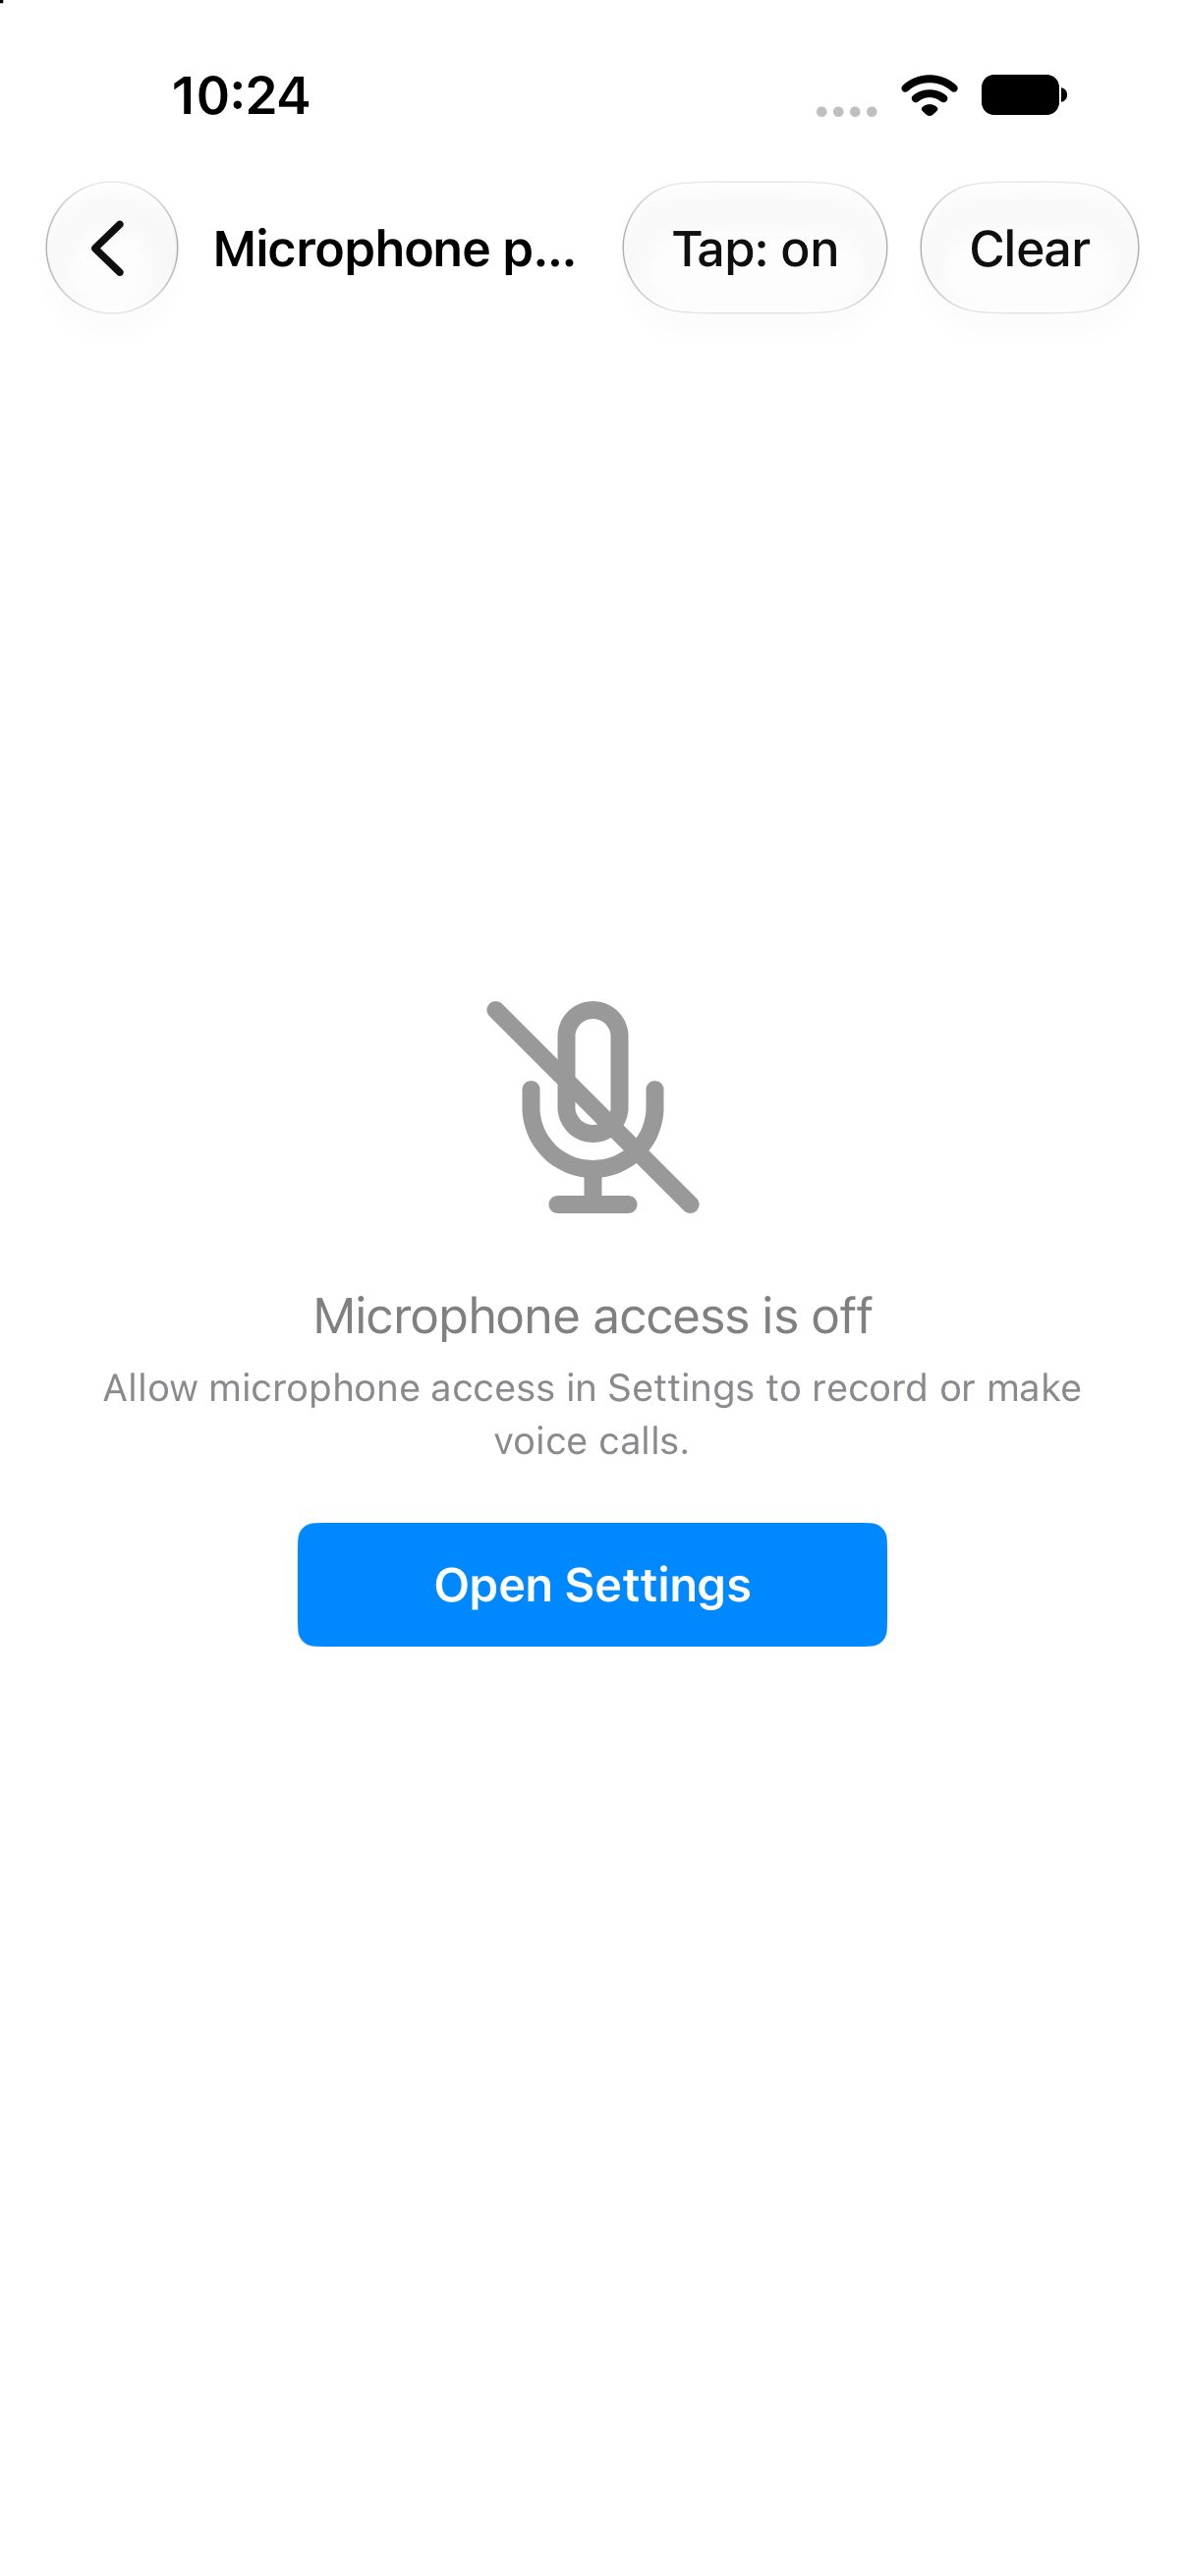 10:24
Microphone p...
Tap: on
Clear
Microphone access is off
Allow microphone access in Settings to record or make
voice calls.
Open Settings